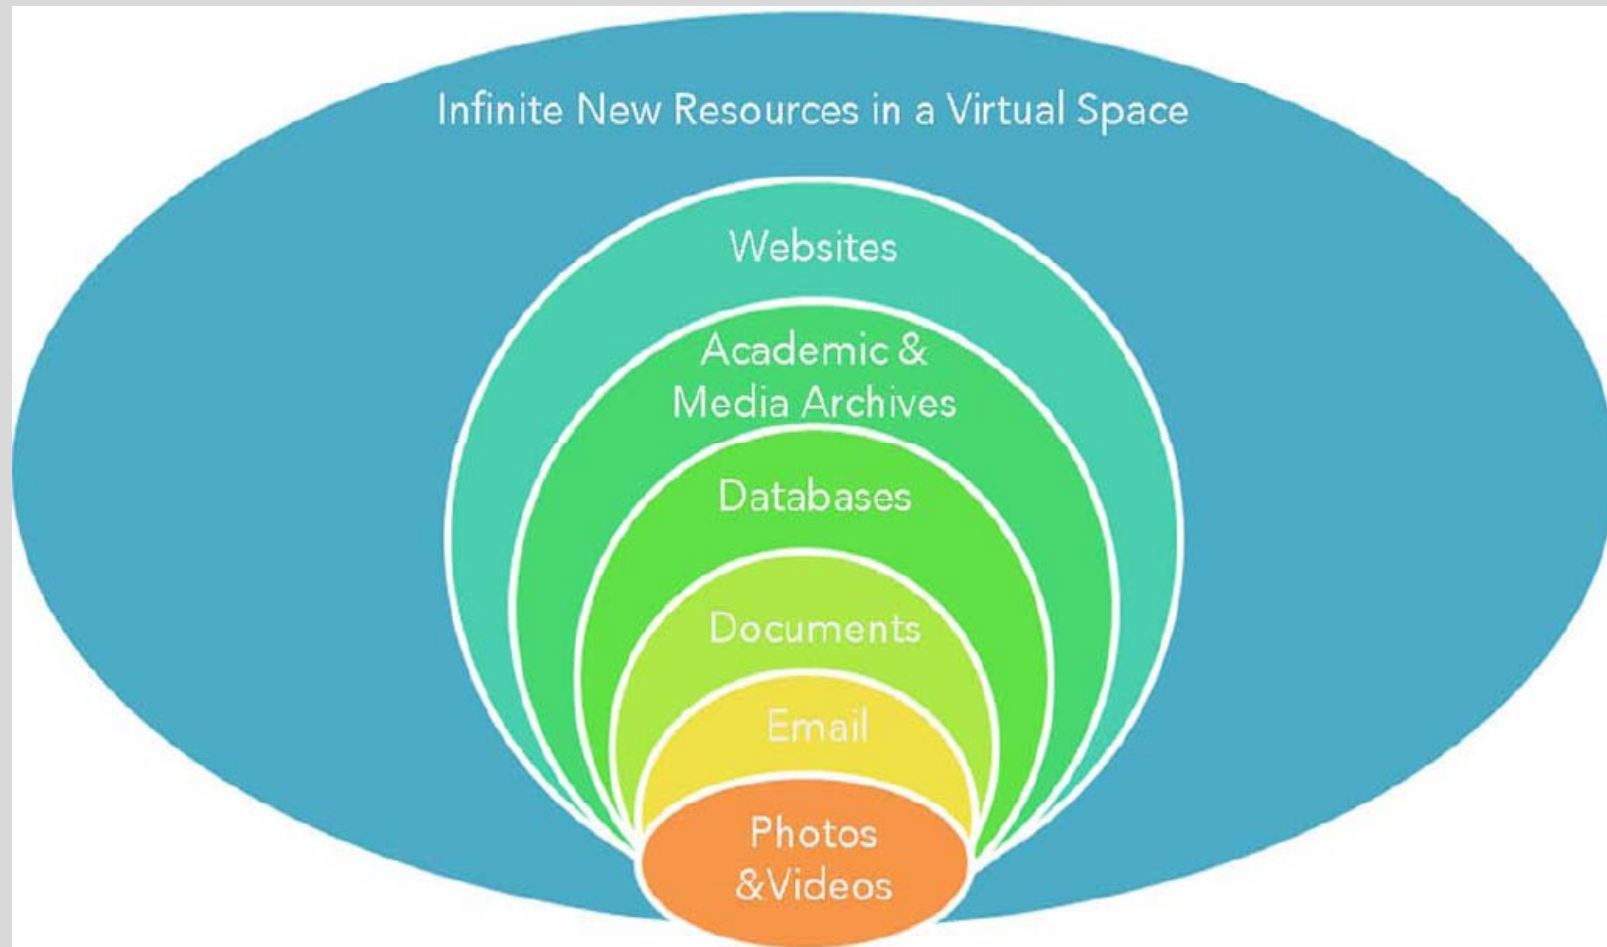 Infinite New Resources in a Virtual Space
Websites
Academic &
Media Archives
Databases
Documents
Email
Photos
&Videos